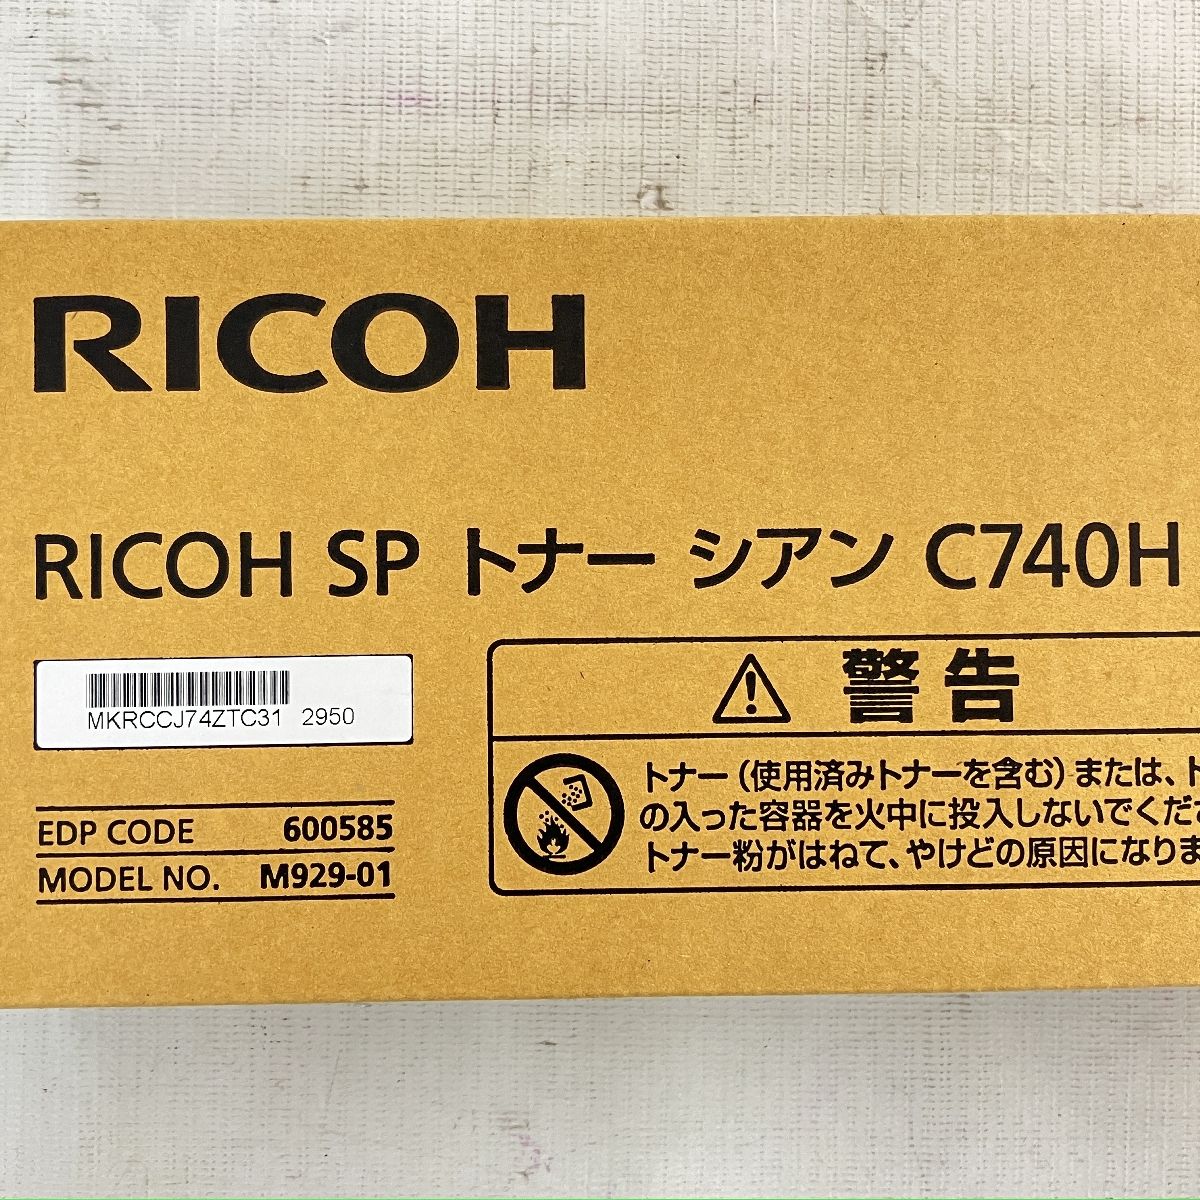 RICOH
RICOH SP トナー シアン C740H
MKRCCJ74ZTC31 2950
EDP CODE 600585
MODEL NO. M929-01
警告
トナー(使用済みトナーを含む)または、ト
の入った容器を火中に投入しないでくださ
トナー粉がはねて、やけどの原因になりま